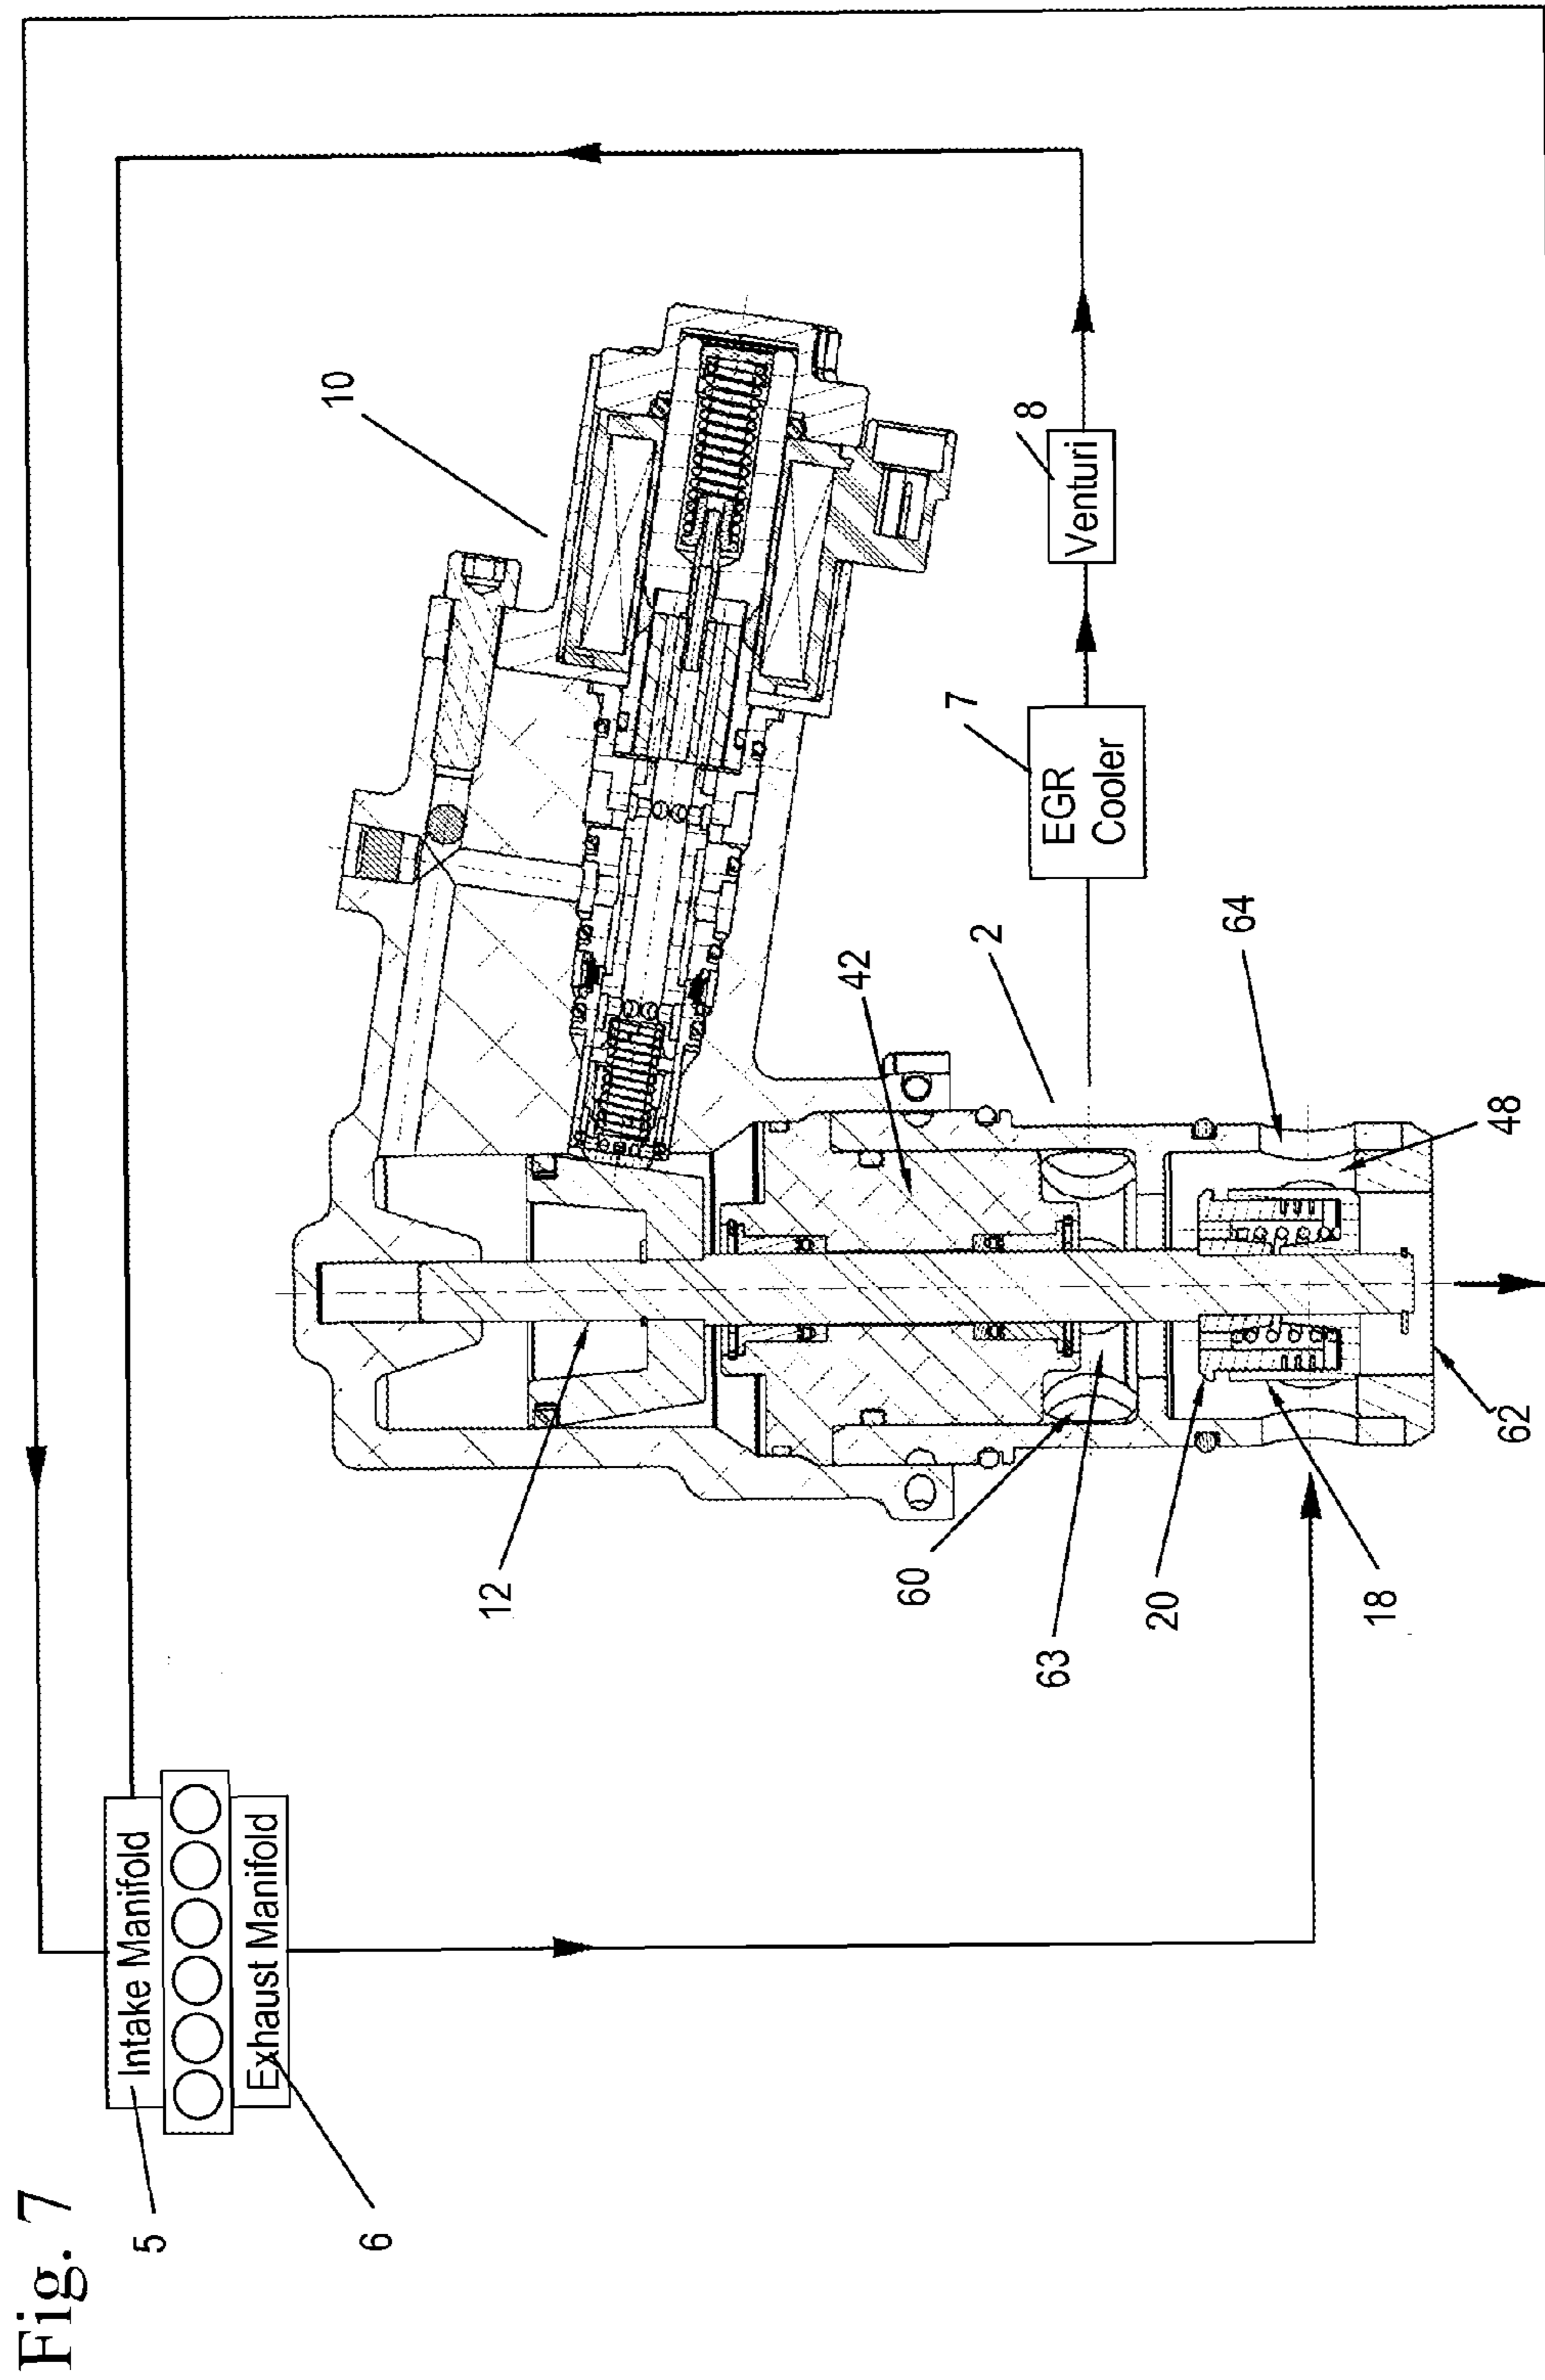 Fig. 7
5
6
Intake Manifold
Exhaust Manifold
12
10
60
63
20
18
62
42
2
64
48
7
EGR
Cooler
8
Venturi